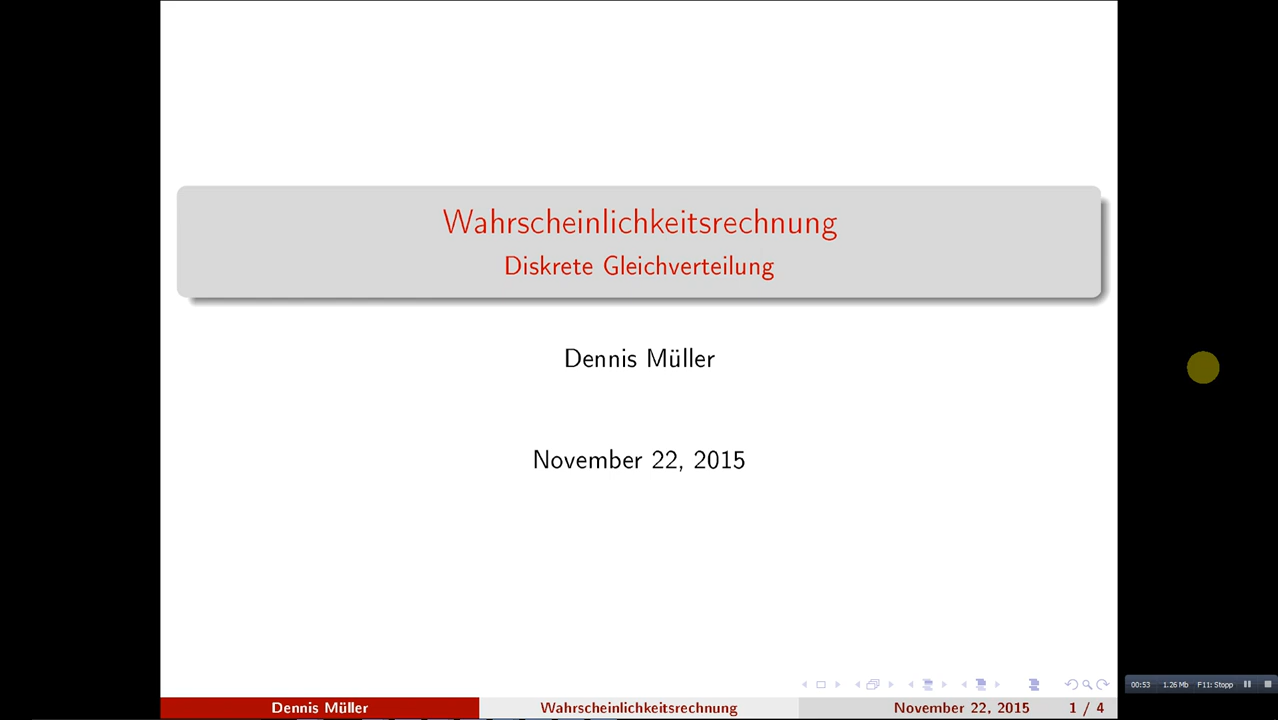 Wahrscheinlichkeitsrechnung
Diskrete Gleichverteilung
Dennis Müller
November 22, 2015
00:53 1.26 Mb F11: Stopp
Dennis Müller Wahrscheinlichkeitsrechnung November 22, 2015 1 / 4